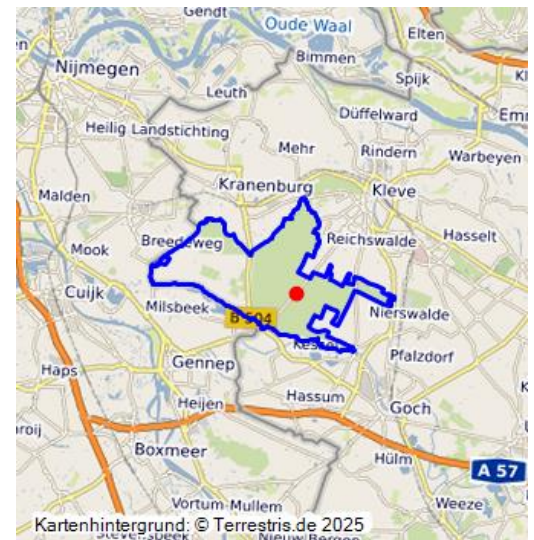 Gendt
Oude Waal
Elten
Bimmen
Nijmegen
Spijk
Kl
Leuth
Düffelward
Emm
Heilig Landstichting
Mehr
Rindern
Warbeyen
Kranenburg
Kleve
Malden
Breedeweg
Reichswalde
Hasselt
Mook
Cuijk
Milsbeek
B 504
Nierswalde
Kessel
Pfalzdorf
Haps
Gennep
Hassum
Goch
Heijen
roij
Boxmeer
Hülm
A 57
Vortum-Mullem
Weeze
Kartenhintergrund: © Terrestris.de 2025